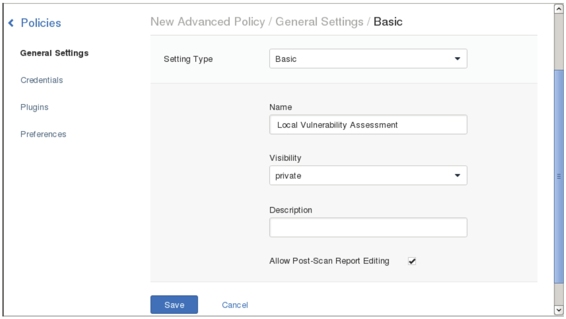 Policies
New Advanced Policy / General Settings / Basic
General Settings
Credentials
Plugins
Preferences
Setting Type
Basic
Name
Local Vulnerability Assessment
Visibility
private
Description
Allow Post-Scan Report Editing
Save
Cancel